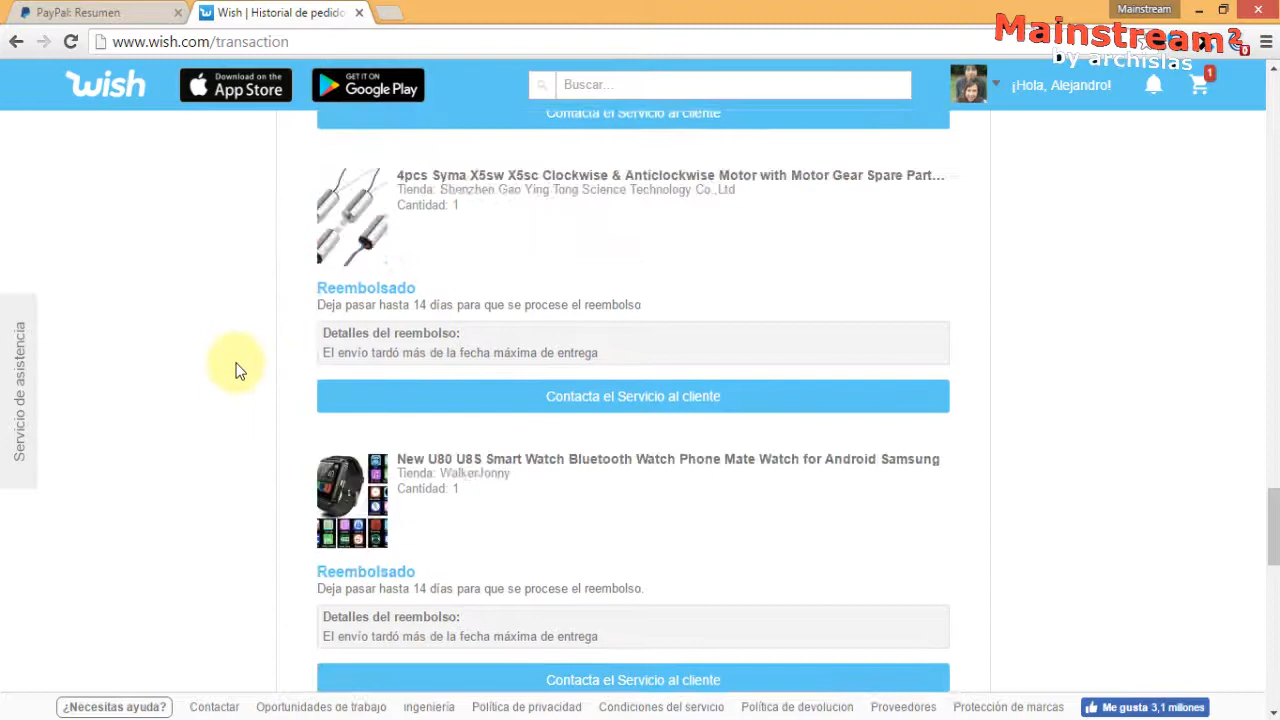 PayPal: Resumen
Wish | Historial de pedido
Mainstream
www.wish.com/transaction
Mainstream²
by archislas
wish
Download on the
App Store
GET IT ON
Google Play
Buscar...
¡Hola, Alejandro!
1
Contacta el Servicio al cliente
4pcs Syma X5sw X5sc Clockwise & Anticlockwise Motor with Motor Gear Spare Part...
Tienda: Shenzhen Gao Ying Tong Science Technology Co.,Ltd
Cantidad: 1
Reembolsado
Deja pasar hasta 14 días para que se procese el reembolso
Detalles del reembolso:
El envío tardó más de la fecha máxima de entrega
Contacta el Servicio al cliente
Servicio de asistencia
New U80 U8S Smart Watch Bluetooth Watch Phone Mate Watch for Android Samsung
Tienda: WalkerJonny
Cantidad: 1
Reembolsado
Deja pasar hasta 14 días para que se procese el reembolso.
Detalles del reembolso:
El envío tardó más de la fecha máxima de entrega
Contacta el Servicio al cliente
¿Necesitas ayuda?
Contactar
Oportunidades de trabajo
ingeniería
Política de privacidad
Condiciones del servicio
Política de devolucion
Proveedores
Protección de marcas
Me gusta 3,1 millones